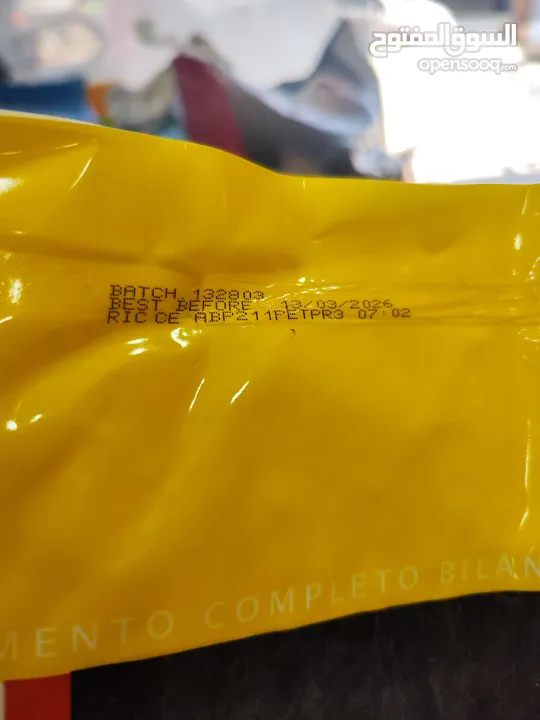 السوق المفتوح
opensooq.com
BATCH 132803
BEST BEFORE 13/03/2026
RIC CE ABP211PETPR3 07:02
MENTO COMPLETO BILAN